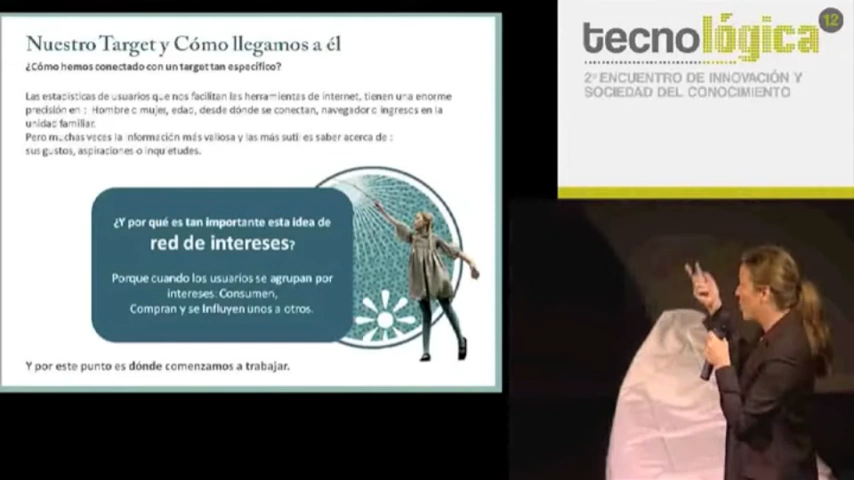 Nuestro Target y Cómo llegamos a él
¿Cómo hemos conectado con un target tan específico?
Las estadísticas de usuarios que nos facilitan las herramientas de internet, tienen una enorme
precisión en : Hombre o mujer, edad, desde dónde se conectan, navegador o ingresos en la
unidad familiar.
Pero muchas veces la información más valiosa y las más sutil es saber acerca de :
sus gustos, aspiraciones o inquietudes.
¿Y por qué es tan importante esta idea de
red de intereses?
Porque cuando los usuarios se agrupan por
intereses: Consumen,
Compran y se Influyen unos a otros.
Y por este punto es dónde comenzamos a trabajar.
tecnológica 12
2º ENCUENTRO DE INNOVACIÓN Y
SOCIEDAD DEL CONOCIMIENTO